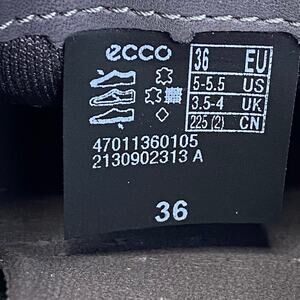 ecco
36 EU
5-5.5 US
3.5-4 UK
225 (2) CN
47011360105
2130902313 A
36